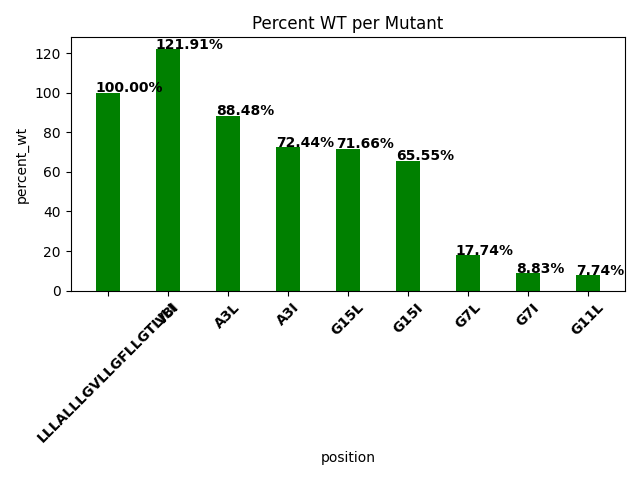 Percent WT per Mutant
percent_wt
120
100
80
60
40
20
0
100.00%
121.91%
88.48%
72.44%
71.66%
65.55%
17.74%
8.83%
7.74%
A3L
A3I
G15L
G15I
G7L
G7I
G11L
position